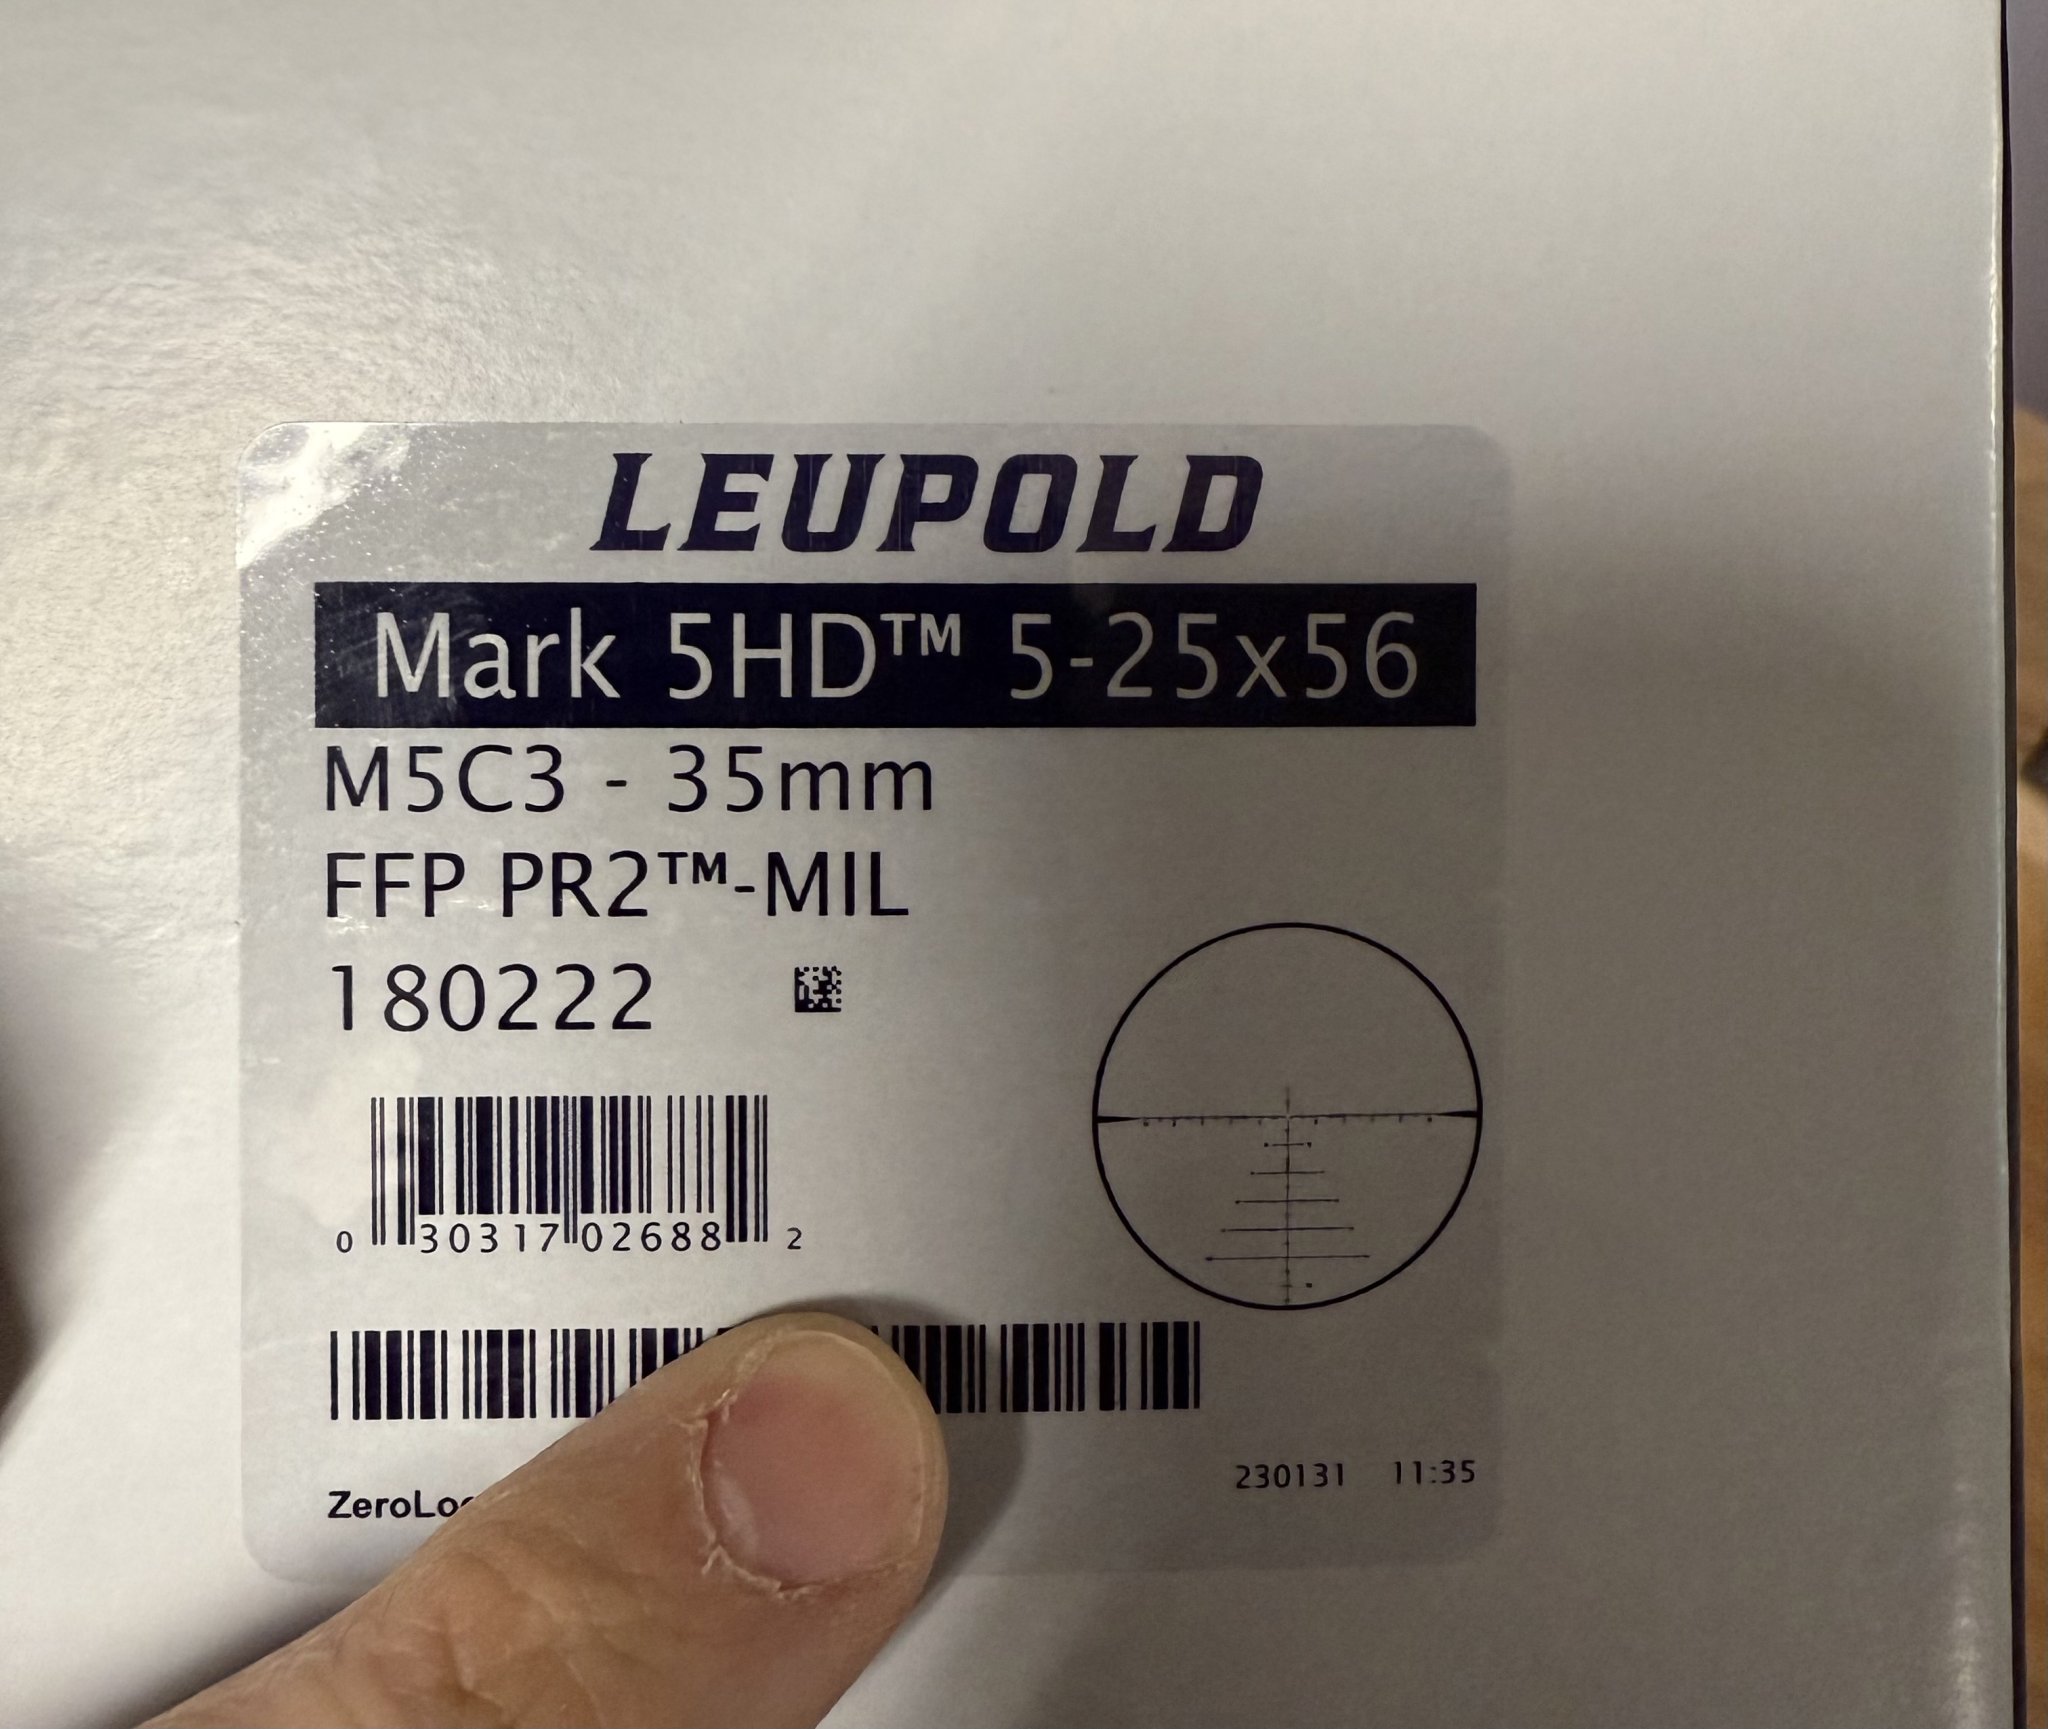 LEUPOLD
Mark 5HD™ 5-25x56
M5C3 - 35mm
FFP PR2™-MIL
180222
0 30317 02688 2
230131 11:35